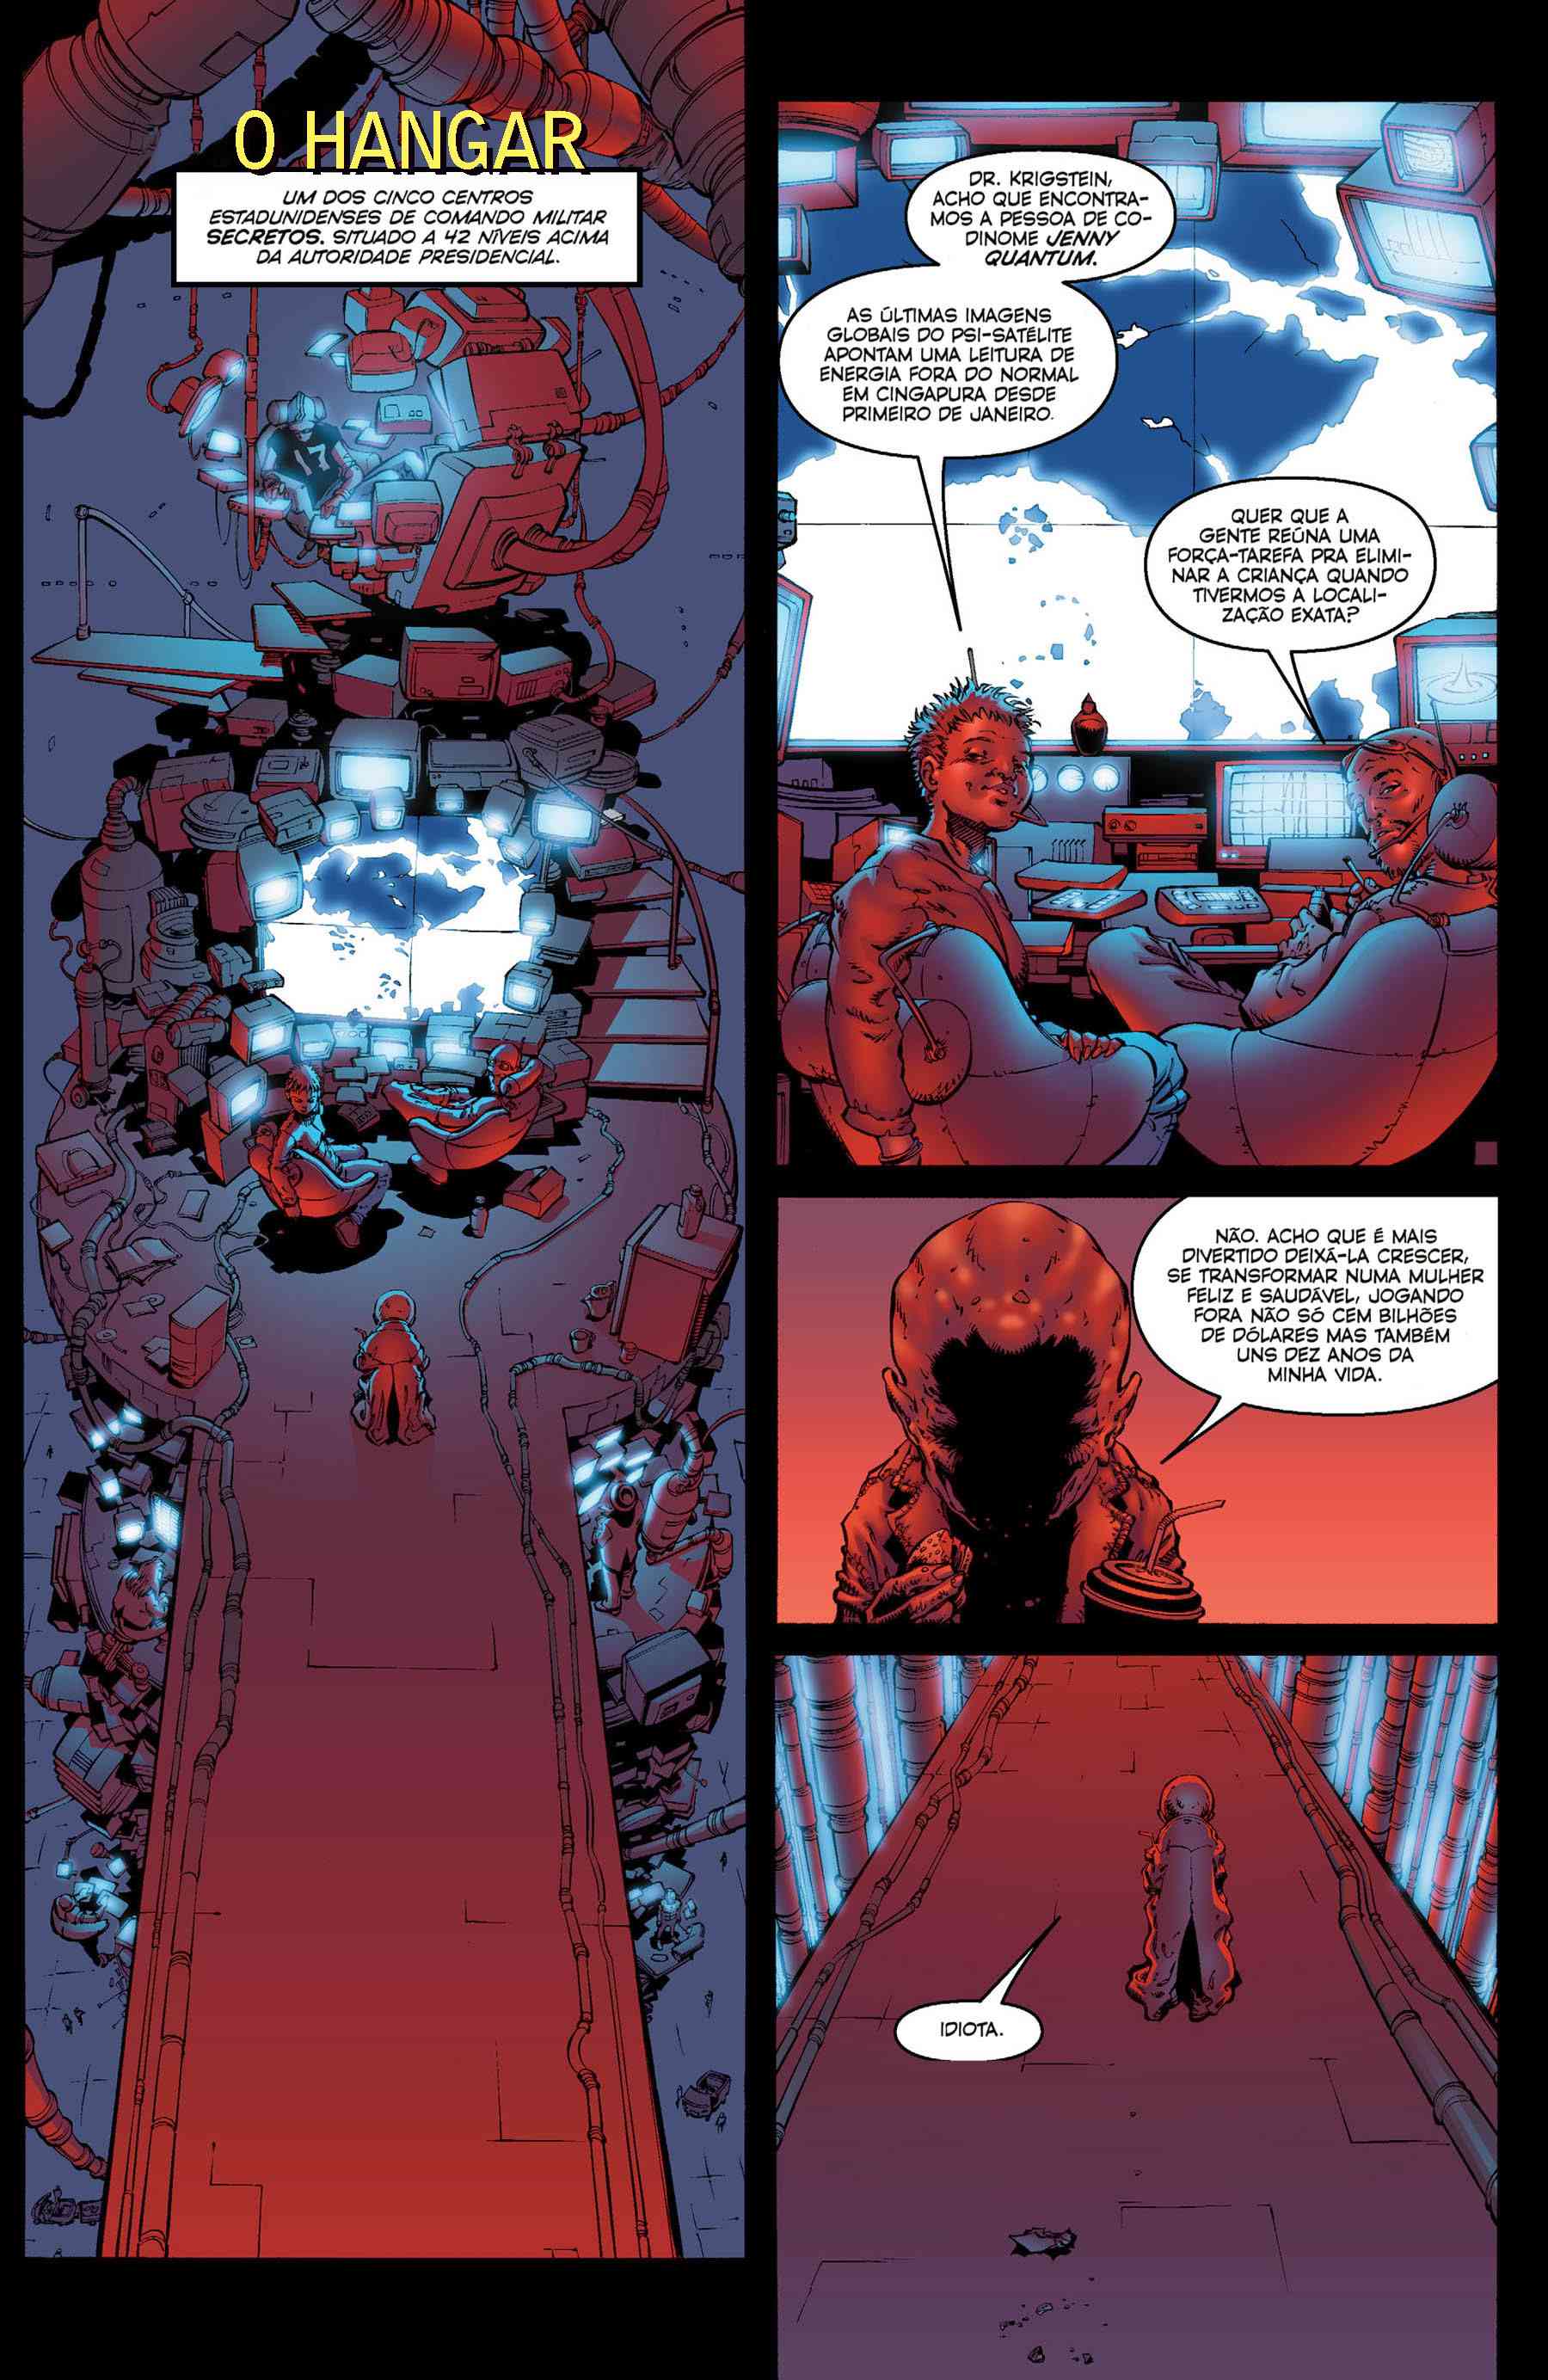 O HANGAR
UM DOS CINCO CENTROS
ESTADUNIDENSES DE COMANDO MILITAR
SECRETOS. SITUADO A 42 NÍVEIS ACIMA
DA AUTORIDADE PRESIDENCIAL.
17
DR. KRIGSTEIN,
ACHO QUE ENCONTRA-
MOS A PESSOA DE CO-
DINOME JENNY
QUANTUM.
AS ÚLTIMAS IMAGENS
GLOBAIS DO PSI-SATÉLITE
APONTAM UMA LEITURA DE
ENERGIA FORA DO NORMAL
EM CINGAPURA DESDE
PRIMEIRO DE JANEIRO.
QUER QUE A
GENTE REÚNA UMA
FORÇA-TAREFA PRA ELIMI-
NAR A CRIANÇA QUANDO
TIVERMOS A LOCALI-
ZAÇÃO EXATA?
NÃO. ACHO QUE É MAIS
DIVERTIDO DEIXÁ-LA CRESCER,
SE TRANSFORMAR NUMA MULHER
FELIZ E SAUDÁVEL, JOGANDO
FORA NÃO SÓ CEM BILHÕES
DE DÓLARES MAS TAMBÉM
UNS DEZ ANOS DA
MINHA VIDA.
IDIOTA.